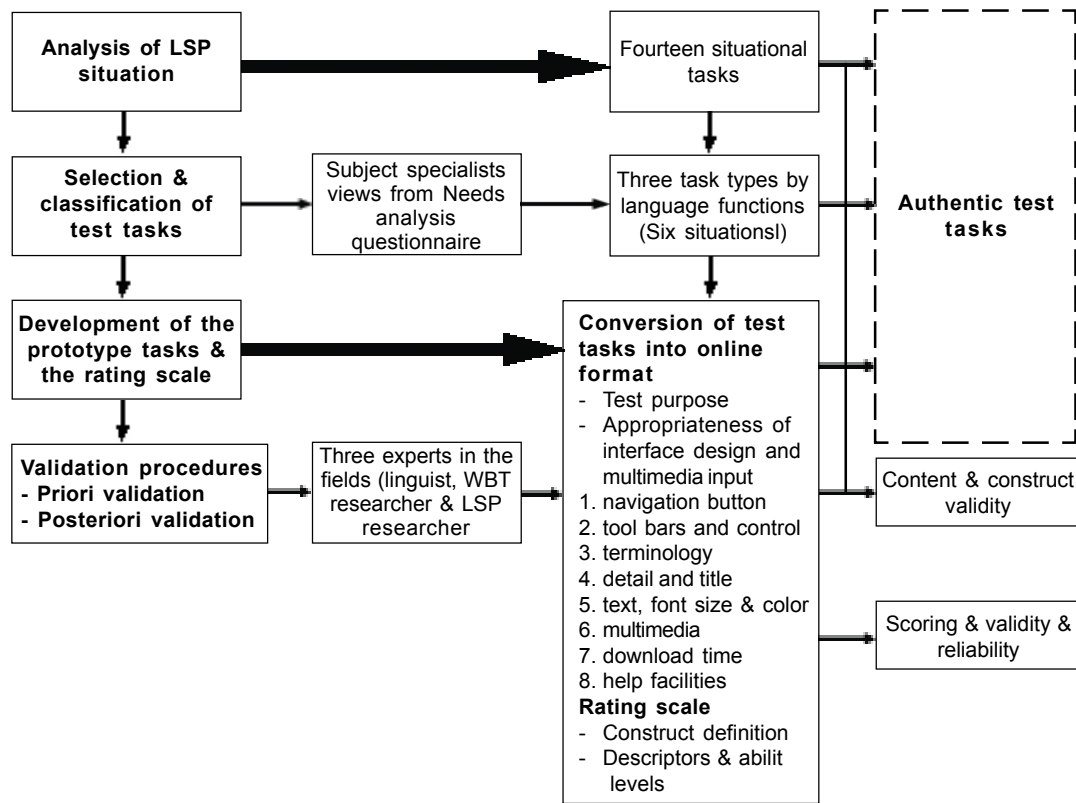 Analysis of LSP
situation
Fourteen situational
tasks
Selection &
classification of
test tasks
Subject specialists
views from Needs
analysis
questionnaire
Three task types by
language functions
(Six situationsl)
Authentic test
tasks
Development of the
prototype tasks &
the rating scale
Conversion of test
tasks into online
format
- Test purpose
- Appropriateness of
interface design and
multimedia input
1. navigation button
2. tool bars and control
3. terminology
4. detail and title
5. text, font size & color
6. multimedia
7. download time
8. help facilities
Rating scale
- Construct definition
- Descriptors & abilit
levels
Validation procedures
- Priori validation
- Posteriori validation
Three experts in the
fields (linguist, WBT
researcher & LSP
researcher
Content & construct
validity
Scoring & validity &
reliability